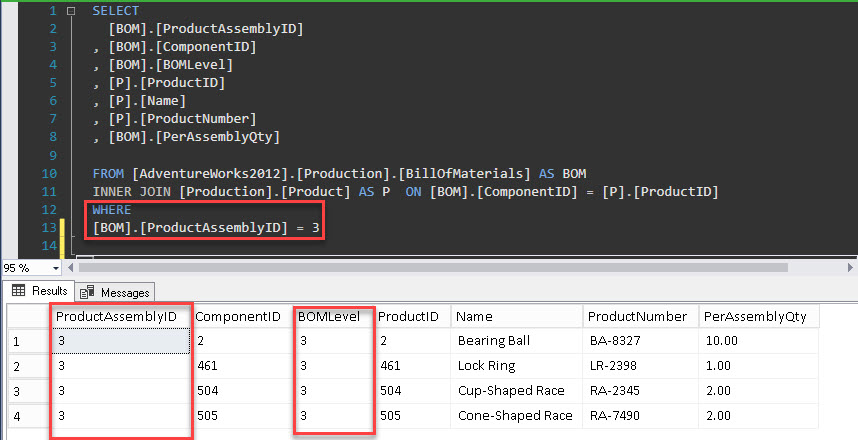 1 SELECT
2 [BOM].[ProductAssemblyID]
3 , [BOM].[ComponentID]
4 , [BOM].[BOMLevel]
5 , [P].[ProductID]
6 , [P].[Name]
7 , [P].[ProductNumber]
8 , [BOM].[PerAssemblyQty]
9
10 FROM [AdventureWorks2012].[Production].[BillOfMaterials] AS BOM
11 INNER JOIN [Production].[Product] AS P  ON [BOM].[ComponentID] = [P].[ProductID]
12 WHERE
13 [BOM].[ProductAssemblyID] = 3
14
95 %
Results Messages
ProductAssemblyID ComponentID BOMLevel ProductID Name ProductNumber PerAssemblyQty
1 3 2 3 2 Bearing Ball BA-8327 10.00
2 3 461 3 461 Lock Ring LR-2398 1.00
3 3 504 3 504 Cup-Shaped Race RA-2345 2.00
4 3 505 3 505 Cone-Shaped Race RA-7490 2.00